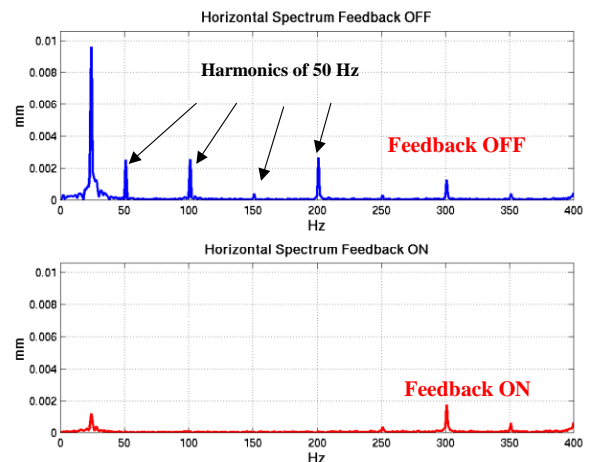 Horizontal Spectrum Feedback OFF
0.01
0.008
0.006
0.004
0.002
0
mm
Harmonics of 50 Hz
Feedback OFF
0 50 100 150 200 250 300 350 400
Hz
Horizontal Spectrum Feedback ON
0.01
0.008
0.006
0.004
0.002
0
mm
Feedback ON
0 50 100 150 200 250 300 350 400
Hz